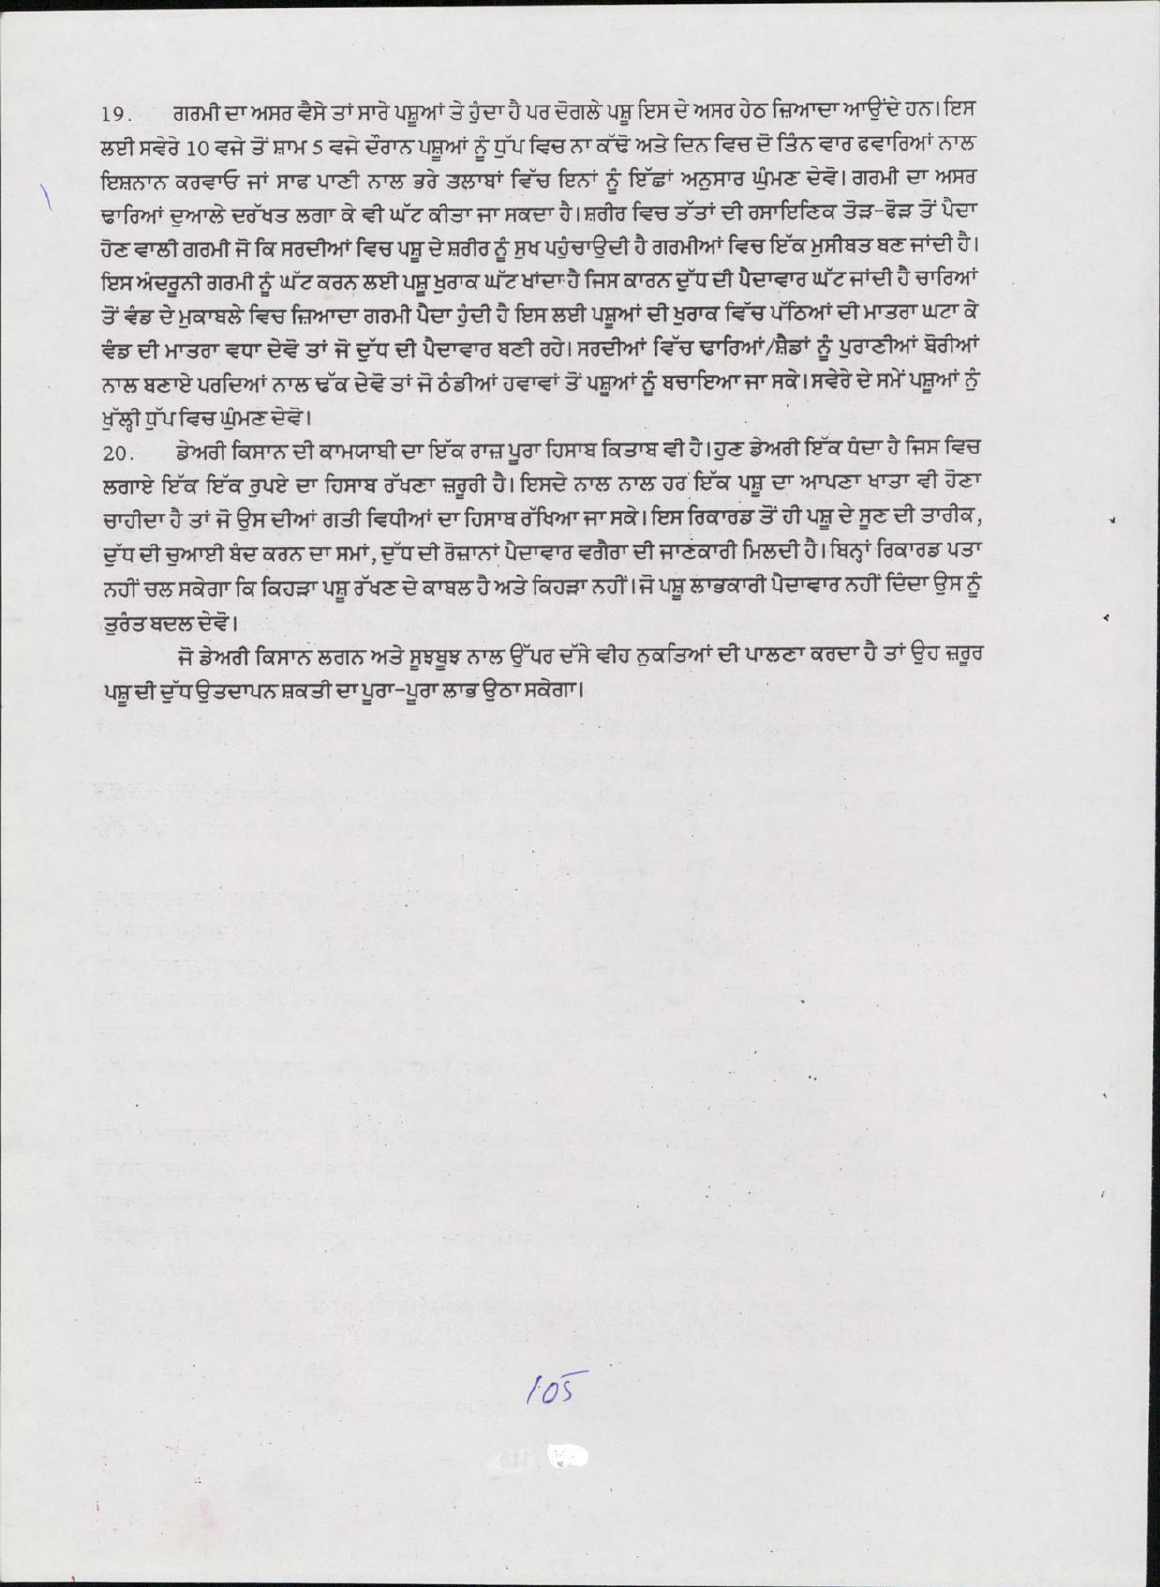 19. ਗਰਮੀ ਦਾ ਅਸਰ ਵੈਸੇ ਤਾਂ ਸਾਰੇ ਪਸ਼ੂਆਂ ਤੇ ਹੁੰਦਾ ਹੈ ਪਰ ਦੋਗਲੇ ਪਸ਼ੂ ਇਸ ਦੇ ਅਸਰ ਹੇਠ ਜ਼ਿਆਦਾ ਆਉਂਦੇ ਹਨ। ਇਸ
ਲਈ ਸਵੇਰੇ 10 ਵਜੇ ਤੋਂ ਸ਼ਾਮ 5 ਵਜੇ ਦੌਰਾਨ ਪਸ਼ੂਆਂ ਨੂੰ ਧੁੱਪ ਵਿਚ ਨਾ ਕੱਢੋ ਅਤੇ ਦਿਨ ਵਿਚ ਦੋ ਤਿੰਨ ਵਾਰ ਫਵਾਰਿਆਂ ਨਾਲ
ਇਸ਼ਨਾਨ ਕਰਵਾਓ ਜਾਂ ਸਾਫ ਪਾਣੀ ਨਾਲ ਭਰੇ ਤਲਾਬਾਂ ਵਿੱਚ ਇਨਾਂ ਨੂੰ ਇੱਛਾਂ ਅਨੁਸਾਰ ਘੁੰਮਣ ਦੇਵੋ। ਗਰਮੀ ਦਾ ਅਸਰ
ਢਾਰਿਆਂ ਦੁਆਲੇ ਦਰੱਖਤ ਲਗਾ ਕੇ ਵੀ ਘੱਟ ਕੀਤਾ ਜਾ ਸਕਦਾ ਹੈ। ਸ਼ਰੀਰ ਵਿਚ ਤੱਤਾਂ ਦੀ ਰਸਾਇਣਿਕ ਤੋੜ-ਫੋੜ ਤੋਂ ਪੈਦਾ
ਹੋਣ ਵਾਲੀ ਗਰਮੀ ਜੋ ਕਿ ਸਰਦੀਆਂ ਵਿਚ ਪਸ਼ੂ ਦੇ ਸ਼ਰੀਰ ਨੂੰ ਸੁਖ ਪਹੁੰਚਾਉਦੀ ਹੈ ਗਰਮੀਆਂ ਵਿਚ ਇੱਕ ਮੁਸੀਬਤ ਬਣ ਜਾਂਦੀ ਹੈ।
ਇਸ ਅੰਦਰੂਨੀ ਗਰਮੀ ਨੂੰ ਘੱਟ ਕਰਨ ਲਈ ਪਸ਼ੂ ਖੁਰਾਕ ਘੱਟ ਖਾਂਦਾ ਹੈ ਜਿਸ ਕਾਰਨ ਦੁੱਧ ਦੀ ਪੈਦਾਵਾਰ ਘੱਟ ਜਾਂਦੀ ਹੈ ਚਾਰਿਆਂ
ਤੋਂ ਵੰਡ ਦੇ ਮੁਕਾਬਲੇ ਵਿਚ ਜ਼ਿਆਦਾ ਗਰਮੀ ਪੈਦਾ ਹੁੰਦੀ ਹੈ ਇਸ ਲਈ ਪਸ਼ੂਆਂ ਦੀ ਖੁਰਾਕ ਵਿੱਚ ਪੱਠਿਆਂ ਦੀ ਮਾਤਰਾ ਘਟਾ ਕੇ
ਵੰਡ ਦੀ ਮਾਤਰਾ ਵਧਾ ਦੇਵੋ ਤਾਂ ਜੋ ਦੁੱਧ ਦੀ ਪੈਦਾਵਾਰ ਬਣੀ ਰਹੇ। ਸਰਦੀਆਂ ਵਿੱਚ ਢਾਰਿਆਂ/ਸ਼ੈਡਾਂ ਨੂੰ ਪੁਰਾਣੀਆਂ ਬੋਰੀਆਂ
ਨਾਲ ਬਣਾਏ ਪਰਦਿਆਂ ਨਾਲ ਢੱਕ ਦੇਵੋ ਤਾਂ ਜੋ ਠੰਡੀਆਂ ਹਵਾਵਾਂ ਤੋਂ ਪਸ਼ੂਆਂ ਨੂੰ ਬਚਾਇਆ ਜਾ ਸਕੇ। ਸਵੇਰੇ ਦੇ ਸਮੇਂ ਪਸ਼ੂਆਂ ਨੂੰ
ਖੁੱਲ੍ਹੀ ਧੁੱਪ ਵਿਚ ਘੁੰਮਣ ਦੇਵੋ।
20. ਡੇਅਰੀ ਕਿਸਾਨ ਦੀ ਕਾਮਯਾਬੀ ਦਾ ਇੱਕ ਰਾਜ਼ ਪੂਰਾ ਹਿਸਾਬ ਕਿਤਾਬ ਵੀ ਹੈ। ਹੁਣ ਡੇਅਰੀ ਇੱਕ ਧੰਦਾ ਹੈ ਜਿਸ ਵਿਚ
ਲਗਾਏ ਇੱਕ ਇੱਕ ਰੁਪਏ ਦਾ ਹਿਸਾਬ ਰੱਖਣਾ ਜ਼ਰੂਰੀ ਹੈ। ਇਸਦੇ ਨਾਲ ਨਾਲ ਹਰ ਇੱਕ ਪਸ਼ੂ ਦਾ ਆਪਣਾ ਖਾਤਾ ਵੀ ਹੋਣਾ
ਚਾਹੀਦਾ ਹੈ ਤਾਂ ਜੋ ਉਸ ਦੀਆਂ ਗਤੀ ਵਿਧੀਆਂ ਦਾ ਹਿਸਾਬ ਰੱਖਿਆ ਜਾ ਸਕੇ। ਇਸ ਰਿਕਾਰਡ ਤੋਂ ਹੀ ਪਸ਼ੂ ਦੇ ਸੂਣ ਦੀ ਤਾਰੀਕ,
ਦੁੱਧ ਦੀ ਚੁਆਈ ਬੰਦ ਕਰਨ ਦਾ ਸਮਾਂ, ਦੁੱਧ ਦੀ ਰੋਜ਼ਾਨਾਂ ਪੈਦਾਵਾਰ ਵਗੈਰਾ ਦੀ ਜਾਣਕਾਰੀ ਮਿਲਦੀ ਹੈ। ਬਿਨ੍ਹਾਂ ਰਿਕਾਰਡ ਪਤਾ
ਨਹੀਂ ਚਲ ਸਕੇਗਾ ਕਿ ਕਿਹੜਾ ਪਸ਼ੂ ਰੱਖਣ ਦੇ ਕਾਬਲ ਹੈ ਅਤੇ ਕਿਹੜਾ ਨਹੀਂ। ਜੋ ਪਸ਼ੂ ਲਾਭਕਾਰੀ ਪੈਦਾਵਾਰ ਨਹੀਂ ਦਿੰਦਾ ਉਸ ਨੂੰ
ਤੁਰੰਤ ਬਦਲ ਦੇਵੋ।
ਜੋ ਡੇਅਰੀ ਕਿਸਾਨ ਲਗਨ ਅਤੇ ਸੂਝਬੂਝ ਨਾਲ ਉੱਪਰ ਦੱਸੇ ਵੀਹ ਨੁਕਤਿਆਂ ਦੀ ਪਾਲਣਾ ਕਰਦਾ ਹੈ ਤਾਂ ਉਹ ਜ਼ਰੂਰ
ਪਸ਼ੂ ਦੀ ਦੁੱਧ ਉਤਦਾਪਨ ਸ਼ਕਤੀ ਦਾ ਪੂਰਾ-ਪੂਰਾ ਲਾਭ ਉਠਾ ਸਕੇਗਾ।
105